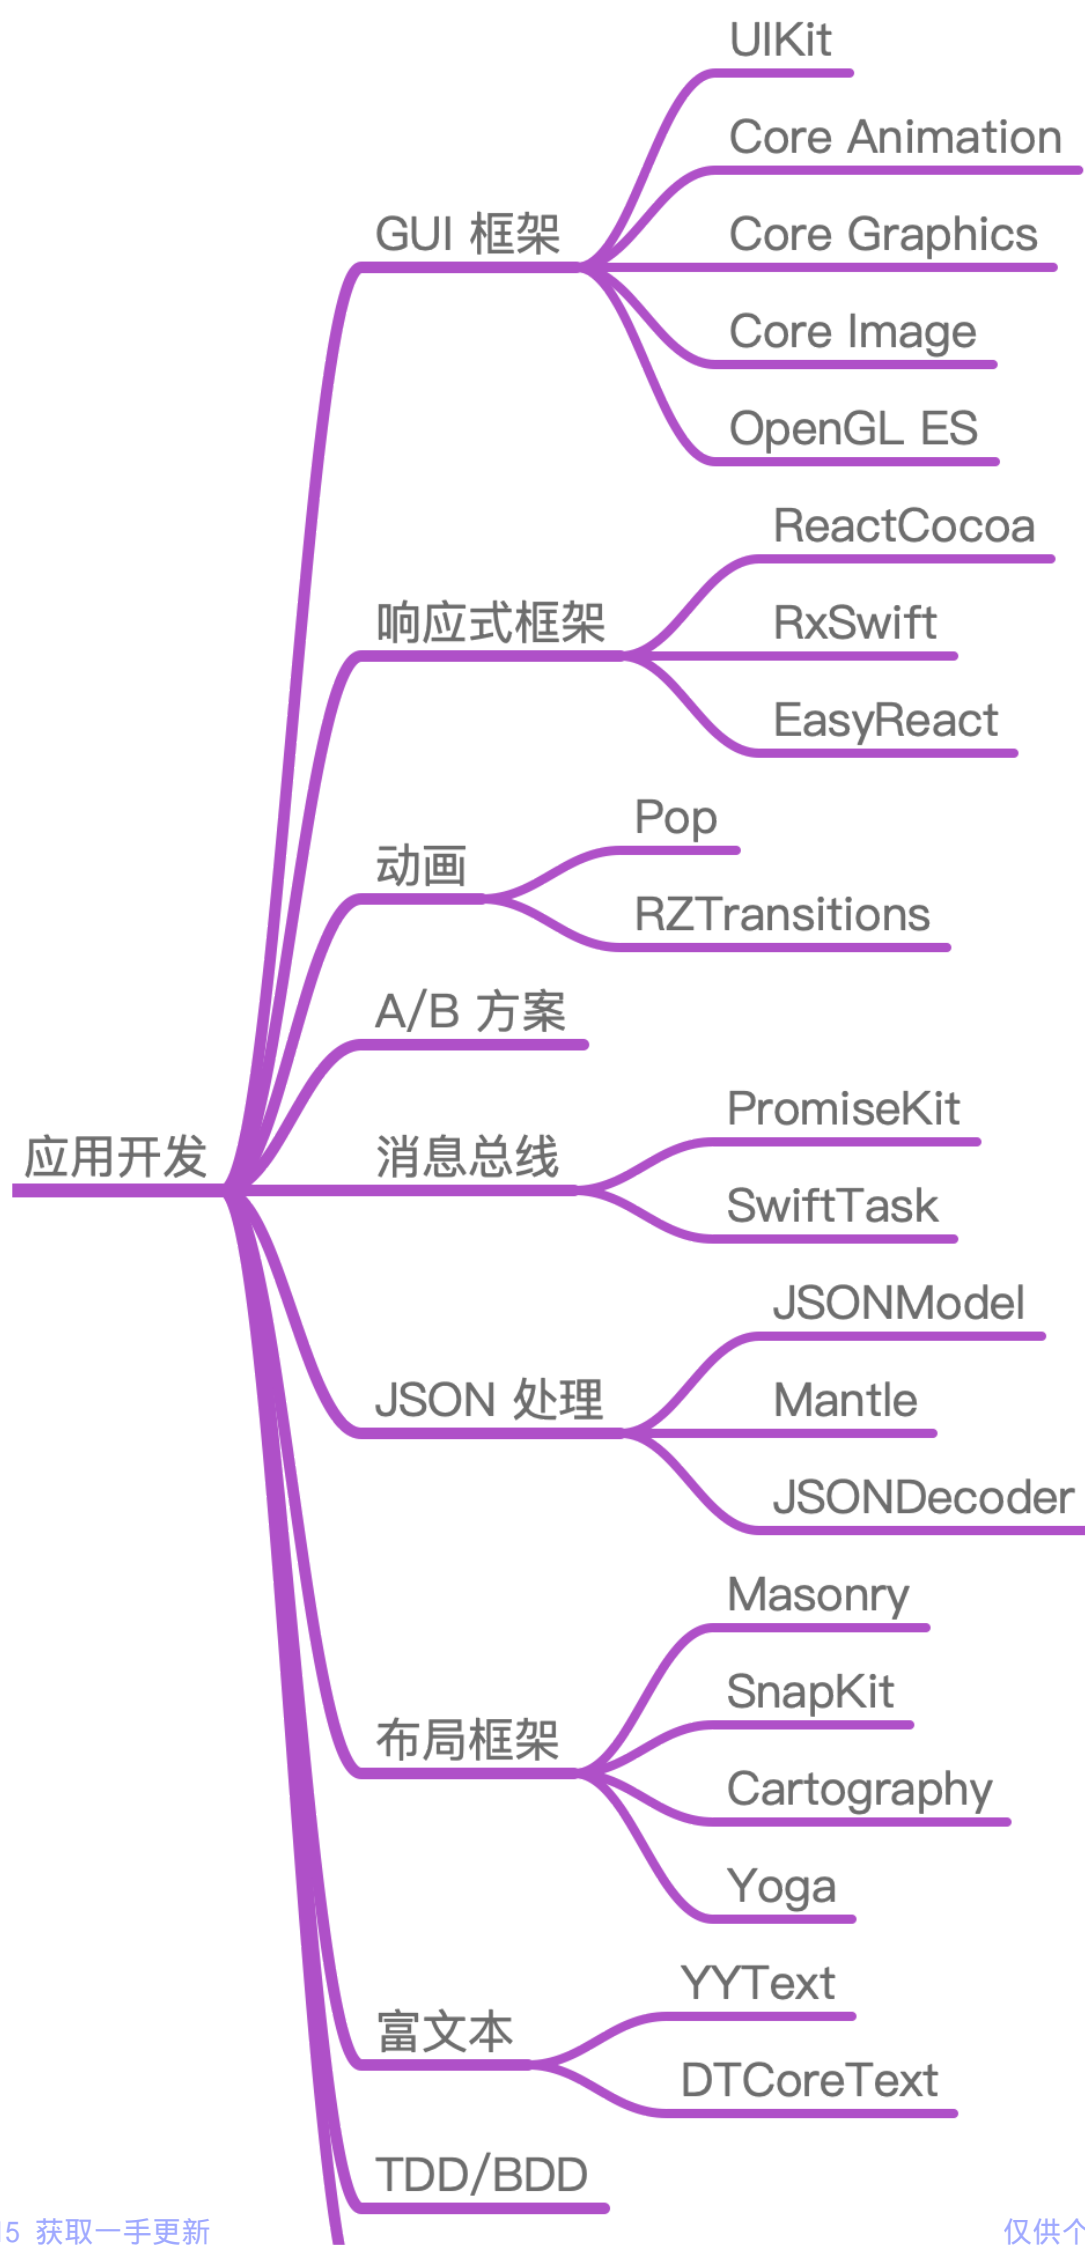 UIKit
Core Animation
GUI 框架
Core Graphics
Core Image
OpenGL ES
ReactCocoa
响应式框架
RxSwift
EasyReact
Pop
动画
RZTransitions
A/B 方案
PromiseKit
应用开发
消息总线
SwiftTask
JSONModel
JSON 处理
Mantle
JSONDecoder
Masonry
SnapKit
布局框架
Cartography
Yoga
YYText
富文本
DTCoreText
TDD/BDD
5 获取一手更新
仅供